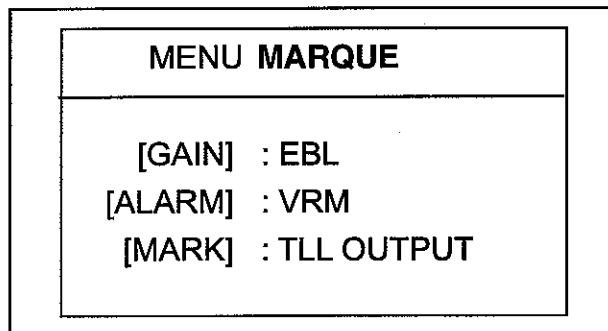 MENU MARQUE
[GAIN] : EBL
[ALARM] : VRM
[MARK] : TLL OUTPUT